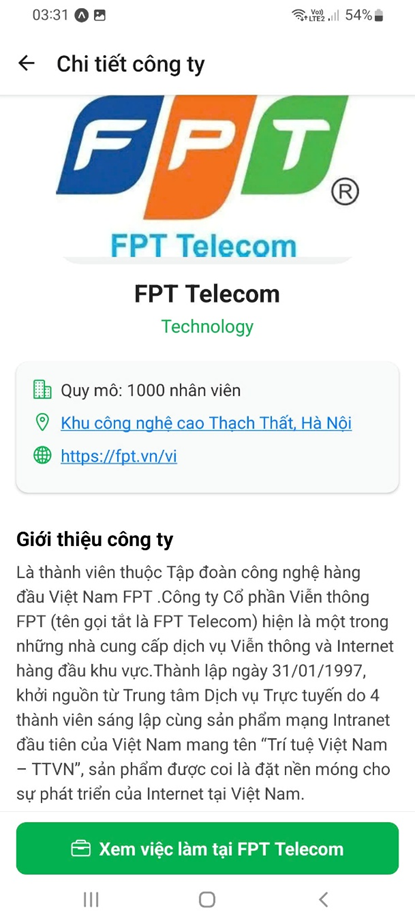 03:31
Vo))
LTE2
54%
Chi tiết công ty
FPT
®
FPT Telecom
FPT Telecom
Technology
Quy mô: 1000 nhân viên
Khu công nghệ cao Thạch Thất, Hà Nội
https://fpt.vn/vi
Giới thiệu công ty
Là thành viên thuộc Tập đoàn công nghệ hàng
đầu Việt Nam FPT .Công ty Cổ phần Viễn thông
FPT (tên gọi tắt là FPT Telecom) hiện là một trong
những nhà cung cấp dịch vụ Viễn thông và Internet
hàng đầu khu vực.Thành lập ngày 31/01/1997,
khởi nguồn từ Trung tâm Dịch vụ Trực tuyến do 4
thành viên sáng lập cùng sản phẩm mạng Intranet
đầu tiên của Việt Nam mang tên “Trí tuệ Việt Nam
– TTVN”, sản phẩm được coi là đặt nền móng cho
sự phát triển của Internet tại Việt Nam.
Xem việc làm tại FPT Telecom